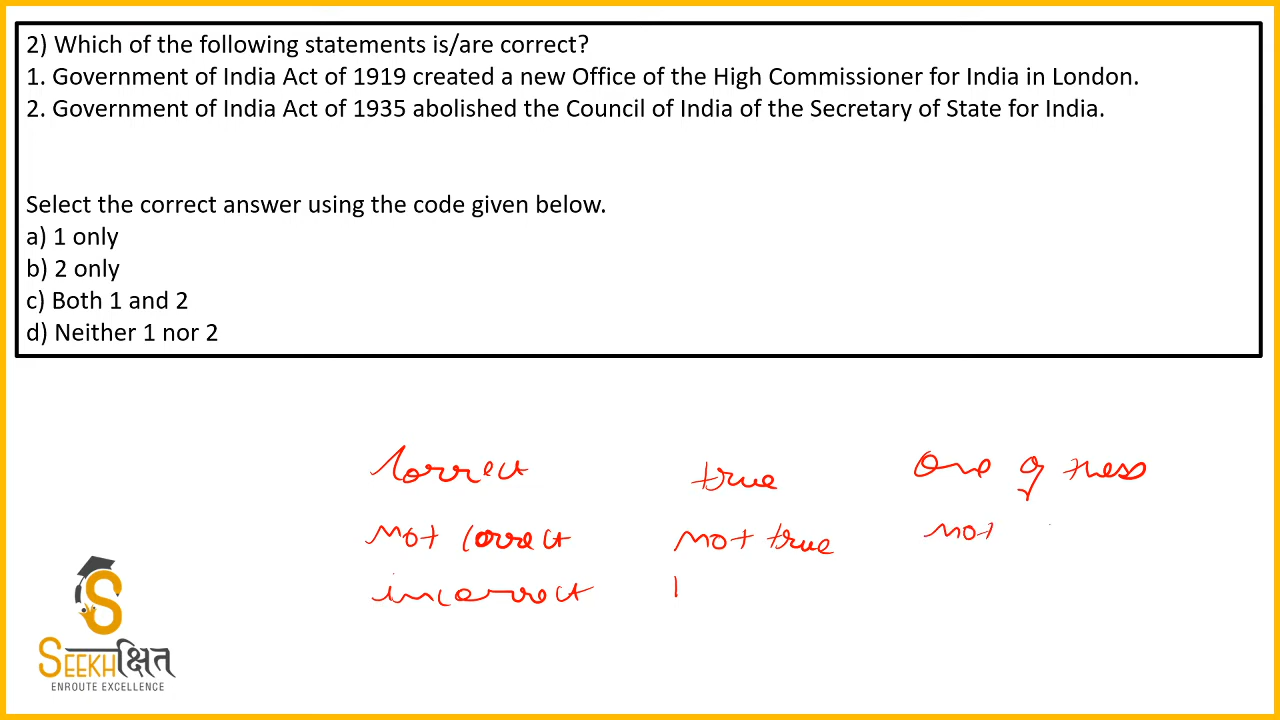 2) Which of the following statements is/are correct?
1. Government of India Act of 1919 created a new Office of the High Commissioner for India in London.
2. Government of India Act of 1935 abolished the Council of India of the Secretary of State for India.
Select the correct answer using the code given below.
a) 1 only
b) 2 only
c) Both 1 and 2
d) Neither 1 nor 2
correct true One of
not correct not true not
incorrect
SEEKHक्षित
ENROUTE EXCELLENCE